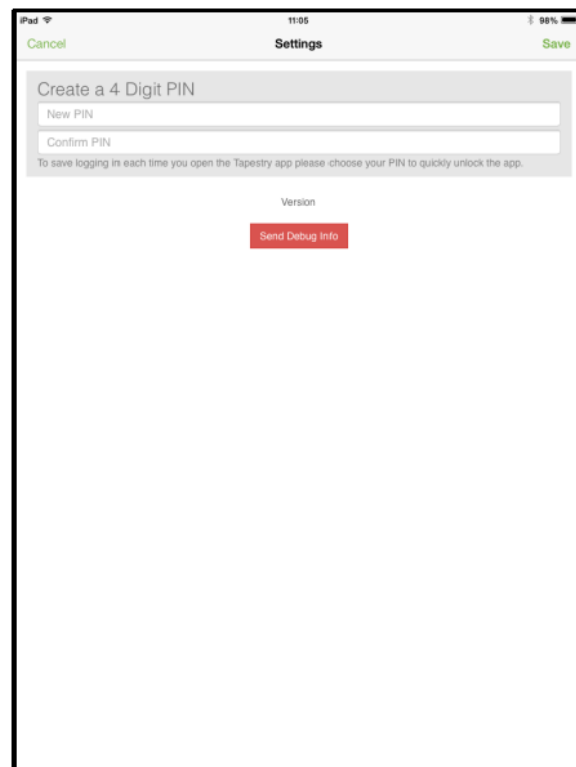 iPad 11:05 98%
Cancel Settings Save
Create a 4 Digit PIN
New PIN
Confirm PIN
To save logging in each time you open the Tapestry app please choose your PIN to quickly unlock the app.
Version
Send Debug Info